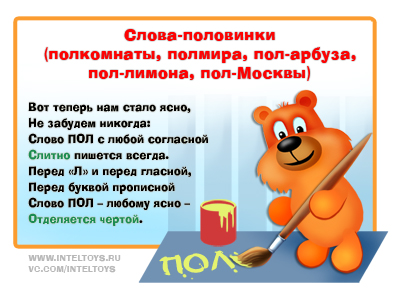 Слова-половинки
(полкомнаты, полмира, пол-арбуза,
пол-лимона, пол-Москвы)
Вот теперь нам стало ясно,
Не забудем никогда:
Слово ПОЛ с любой согласной
Слитно пишется всегда.
Перед «Л» и перед гласной,
Перед буквой прописной
Слово ПОЛ – любому ясно –
Отделяется чертой.
WWW.INTELTOYS.RU
VC.COM/INTELTOYS
ПОЛ